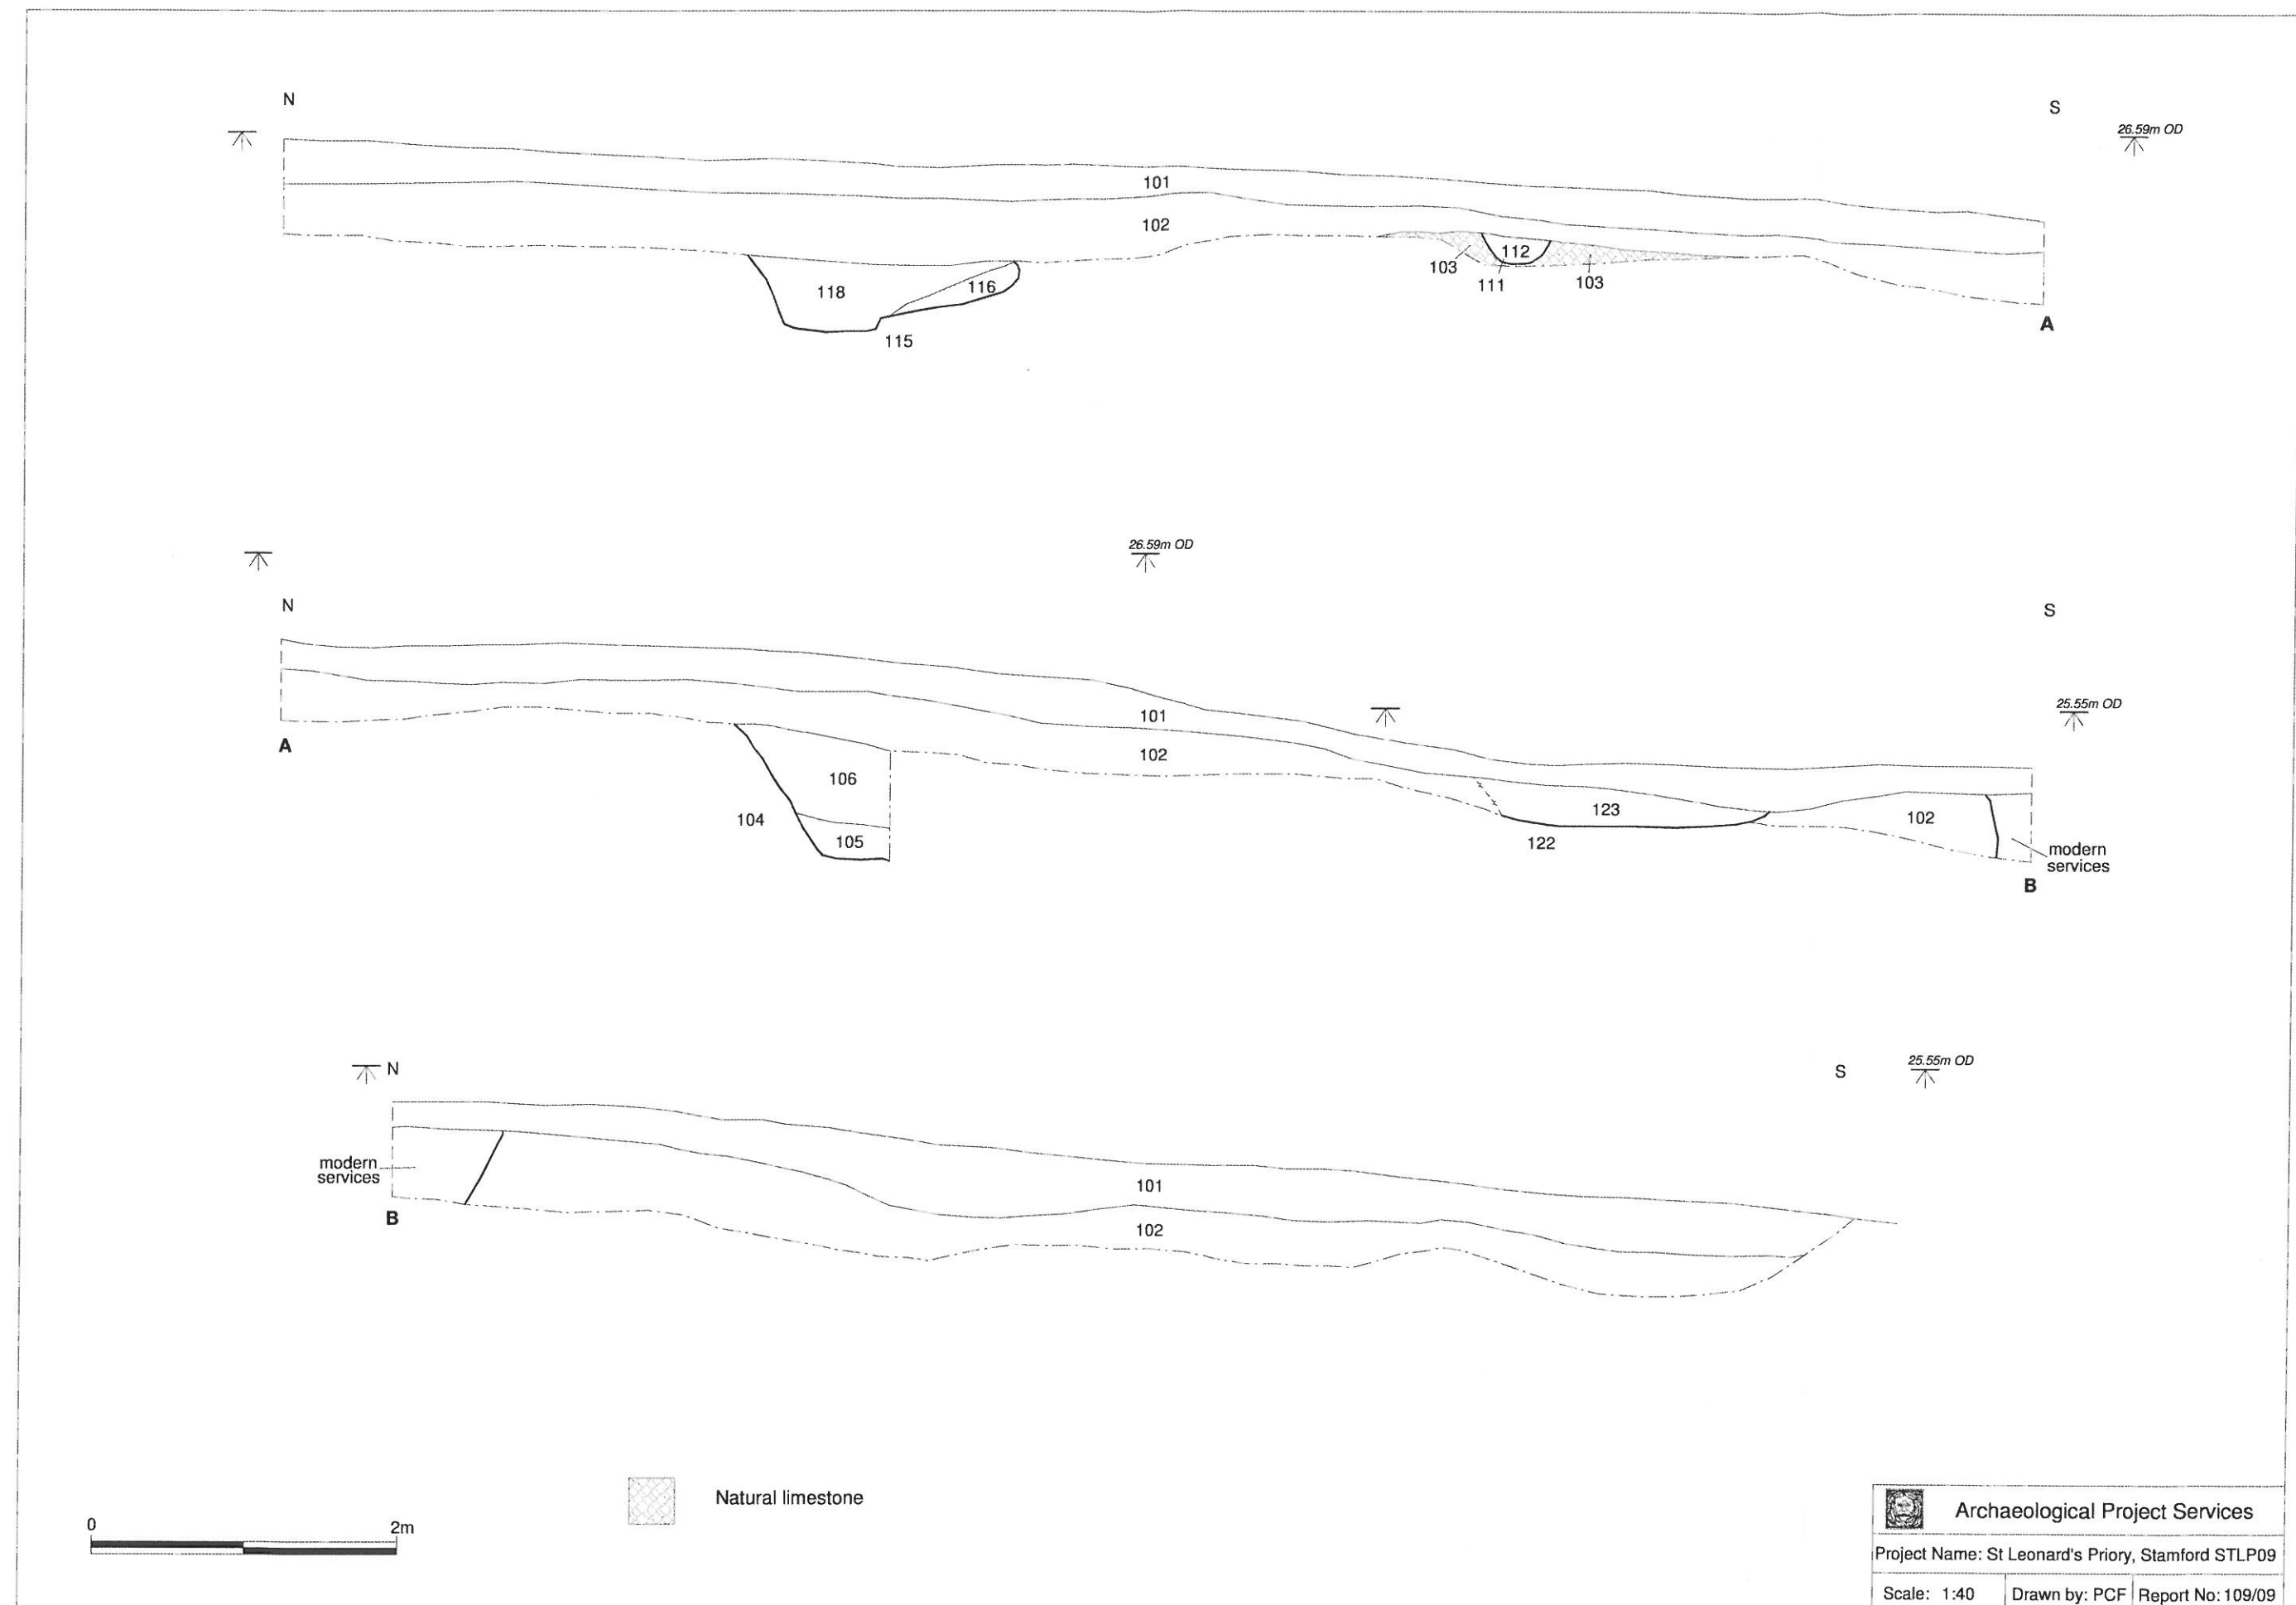 N
S
26.59m OD
101
102
103
112
111
103
118
116
115
A
26.59m OD
N
S
25.55m OD
101
102
A
106
104
105
123
102
122
modern
services
B
N
S
25.55m OD
modern
services
B
101
102
Natural limestone
0
2m
Archaeological Project Services
Project Name: St Leonard's Priory, Stamford STLP09
Scale: 1:40
Drawn by: PCF
Report No: 109/09